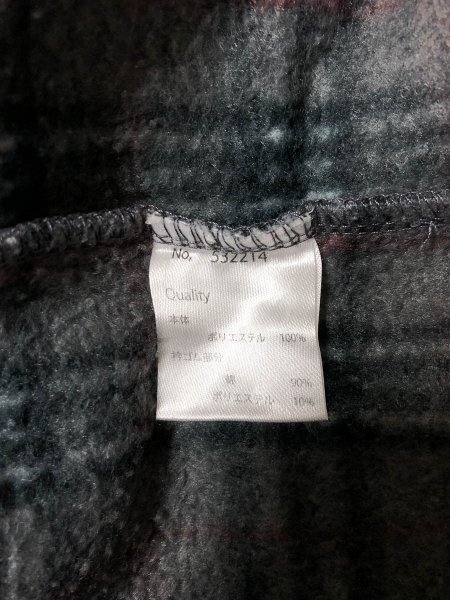 No, 532214
Quality
本体
ポリエステル 100%
衿ゴム部分
綿 90%
ポリエステル 10%